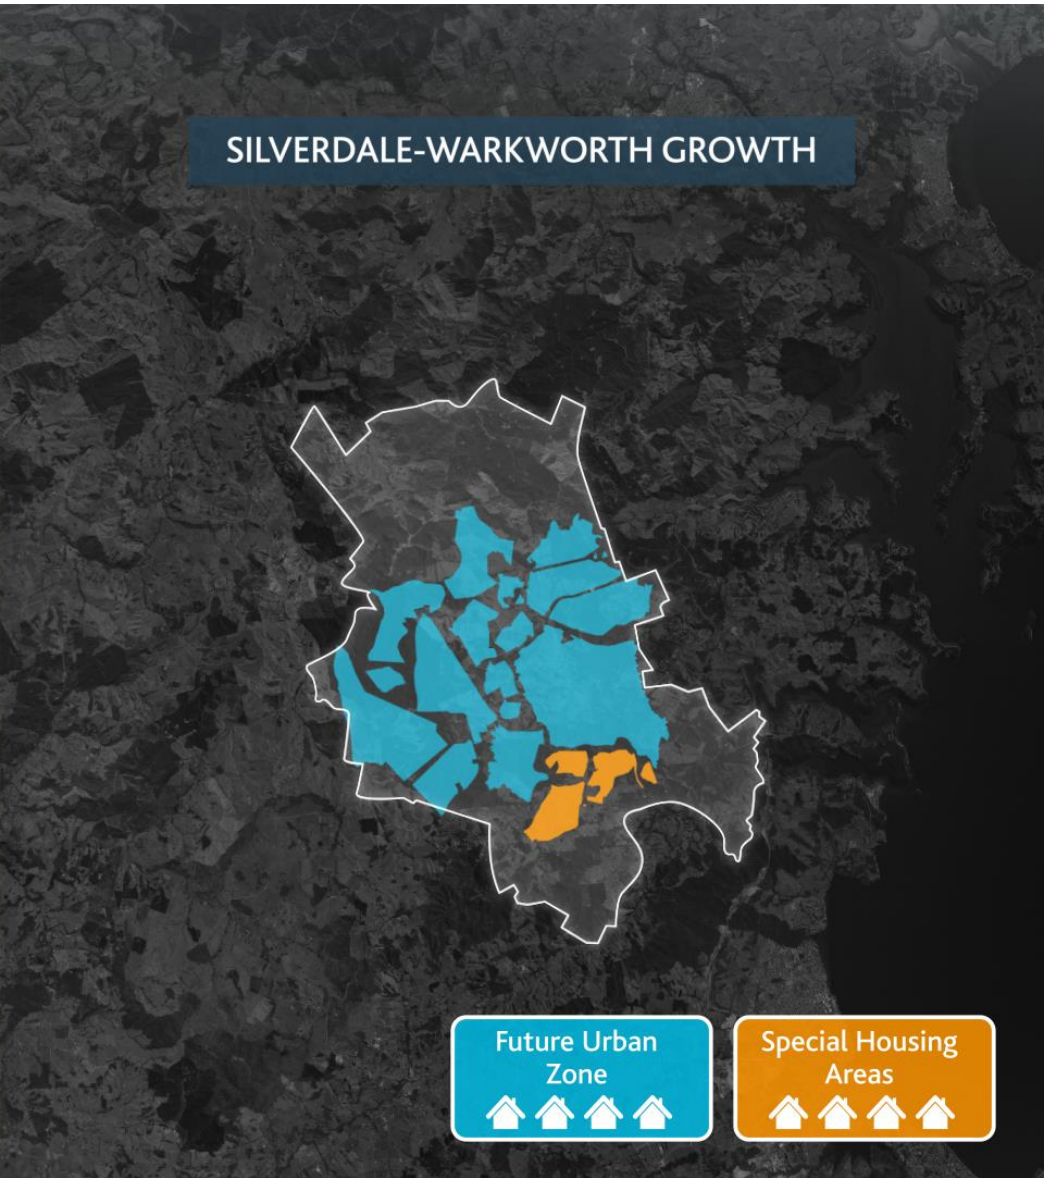 SILVERDALE-WARKWORTH GROWTH
Future Urban
Zone
Special Housing
Areas